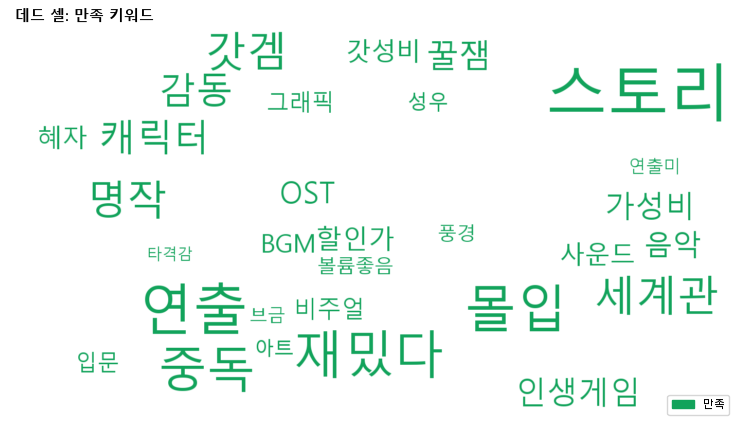 데드 셀: 만족 키워드
갓겜
갓성비
꿀잼
감동
그래픽
성우
스토리
혜자
캐릭터
연출미
명작
OST
가성비
BGM
할인가
풍경
음악
타격감
볼륨좋음
사운드
연출
브금
비주얼
몰입
세계관
입문
중독
아트
재밌다
인생게임
만족